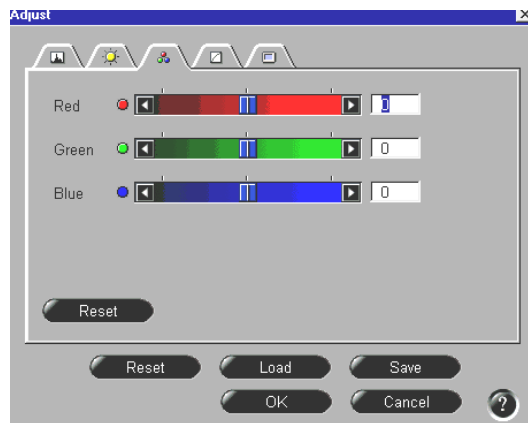 Adjust
Red 0
Green 0
Blue 0
Reset
Reset Load Save
OK Cancel ?